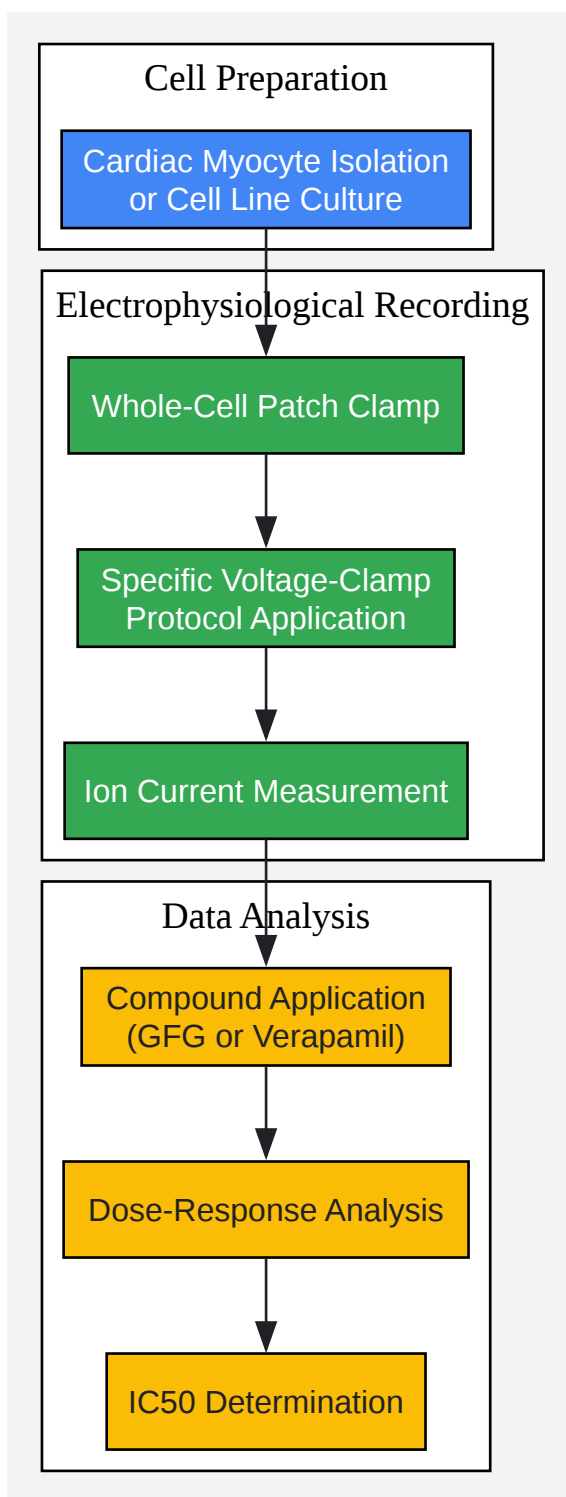 Cell Preparation
Cardiac Myocyte Isolation
or Cell Line Culture
Electrophysiological Recording
Whole-Cell Patch Clamp
Specific Voltage-Clamp
Protocol Application
Ion Current Measurement
Data Analysis
Compound Application
(GFG or Verapamil)
Dose-Response Analysis
IC50 Determination